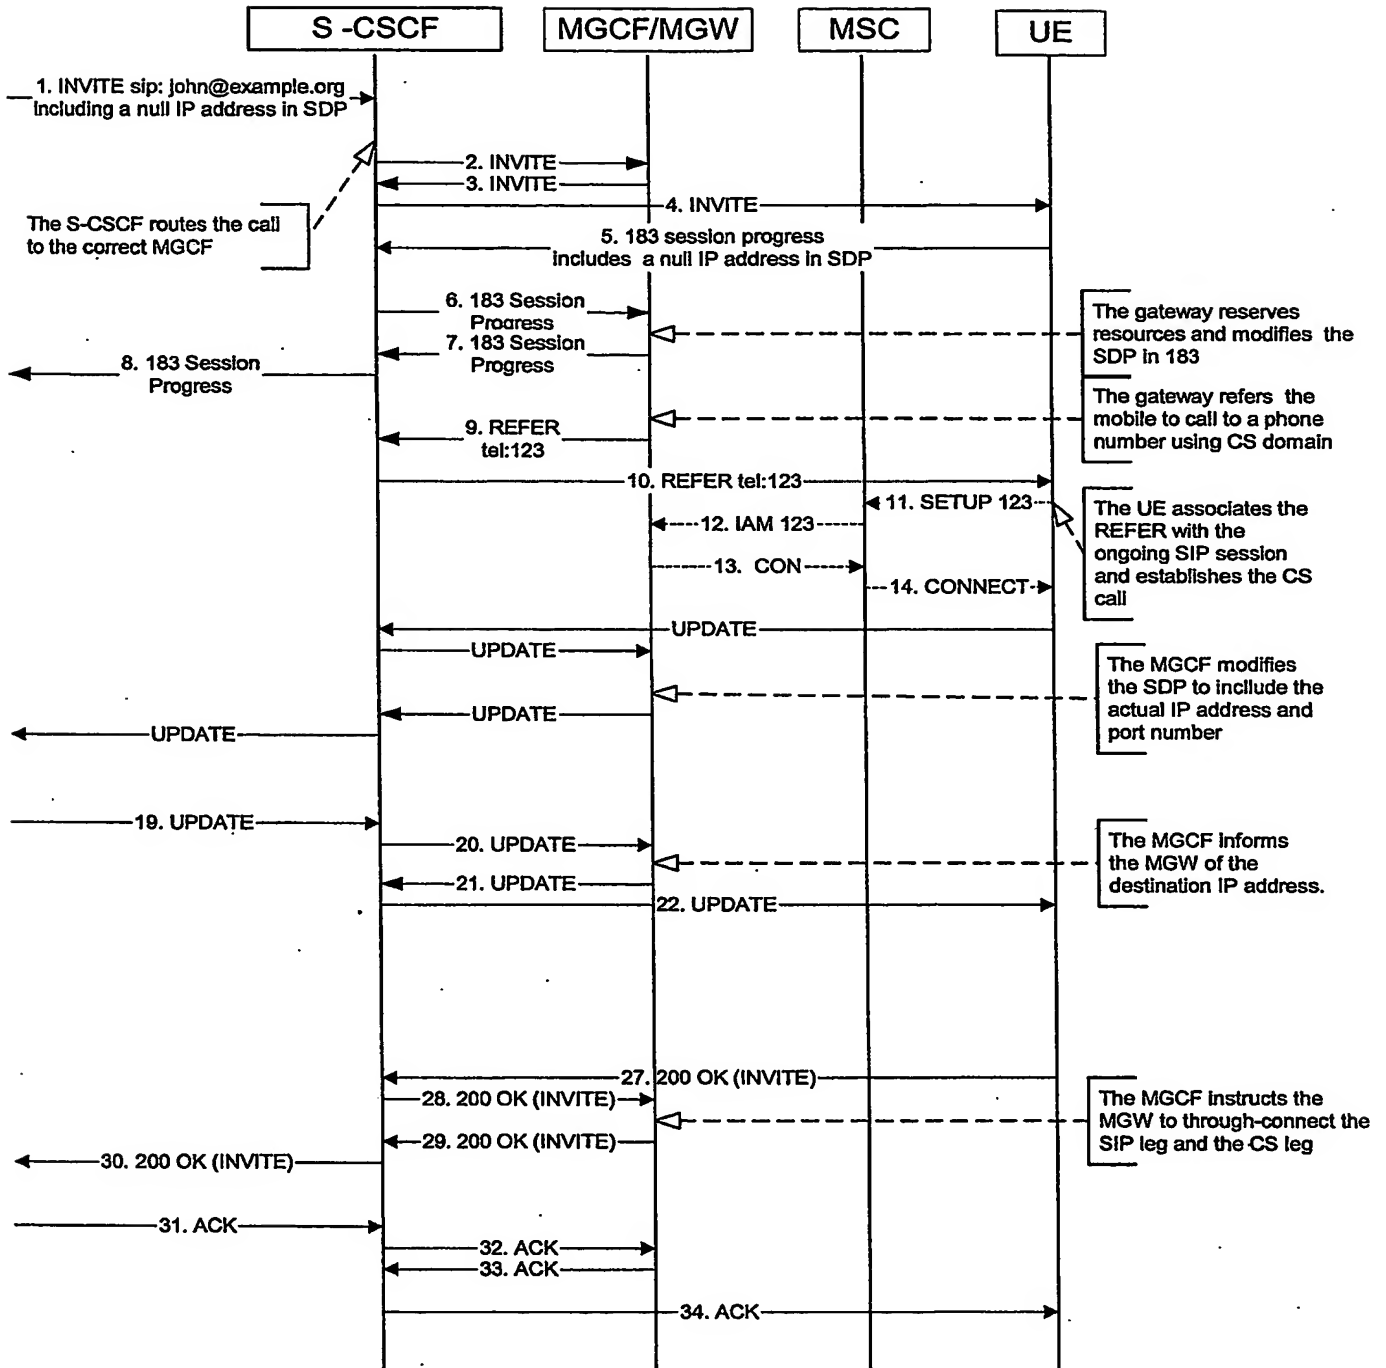 S -CSCF
MGCF/MGW
MSC
UE
1. INVITE sip: john@example.org
including a null IP address in SDP
2. INVITE
3. INVITE
4. INVITE
The S-CSCF routes the call
to the correct MGCF
5. 183 session progress
includes a null IP address in SDP
6. 183 Session
Progress
The gateway reserves
resources and modifies the
SDP in 183
7. 183 Session
Progress
8. 183 Session
Progress
The gateway refers the
mobile to call to a phone
number using CS domain
9. REFER
tel:123
10. REFER tel:123
11. SETUP 123
12. IAM 123
The UE associates the
REFER with the
ongoing SIP session
and establishes the CS
call
13. CON
14. CONNECT
UPDATE
UPDATE
The MGCF modifies
the SDP to include the
actual IP address and
port number
UPDATE
UPDATE
19. UPDATE
20. UPDATE
The MGCF informs
the MGW of the
destination IP address.
21. UPDATE
22. UPDATE
27. 200 OK (INVITE)
28. 200 OK (INVITE)
The MGCF instructs the
MGW to through-connect the
SIP leg and the CS leg
29. 200 OK (INVITE)
30. 200 OK (INVITE)
31. ACK
32. ACK
33. ACK
34. ACK